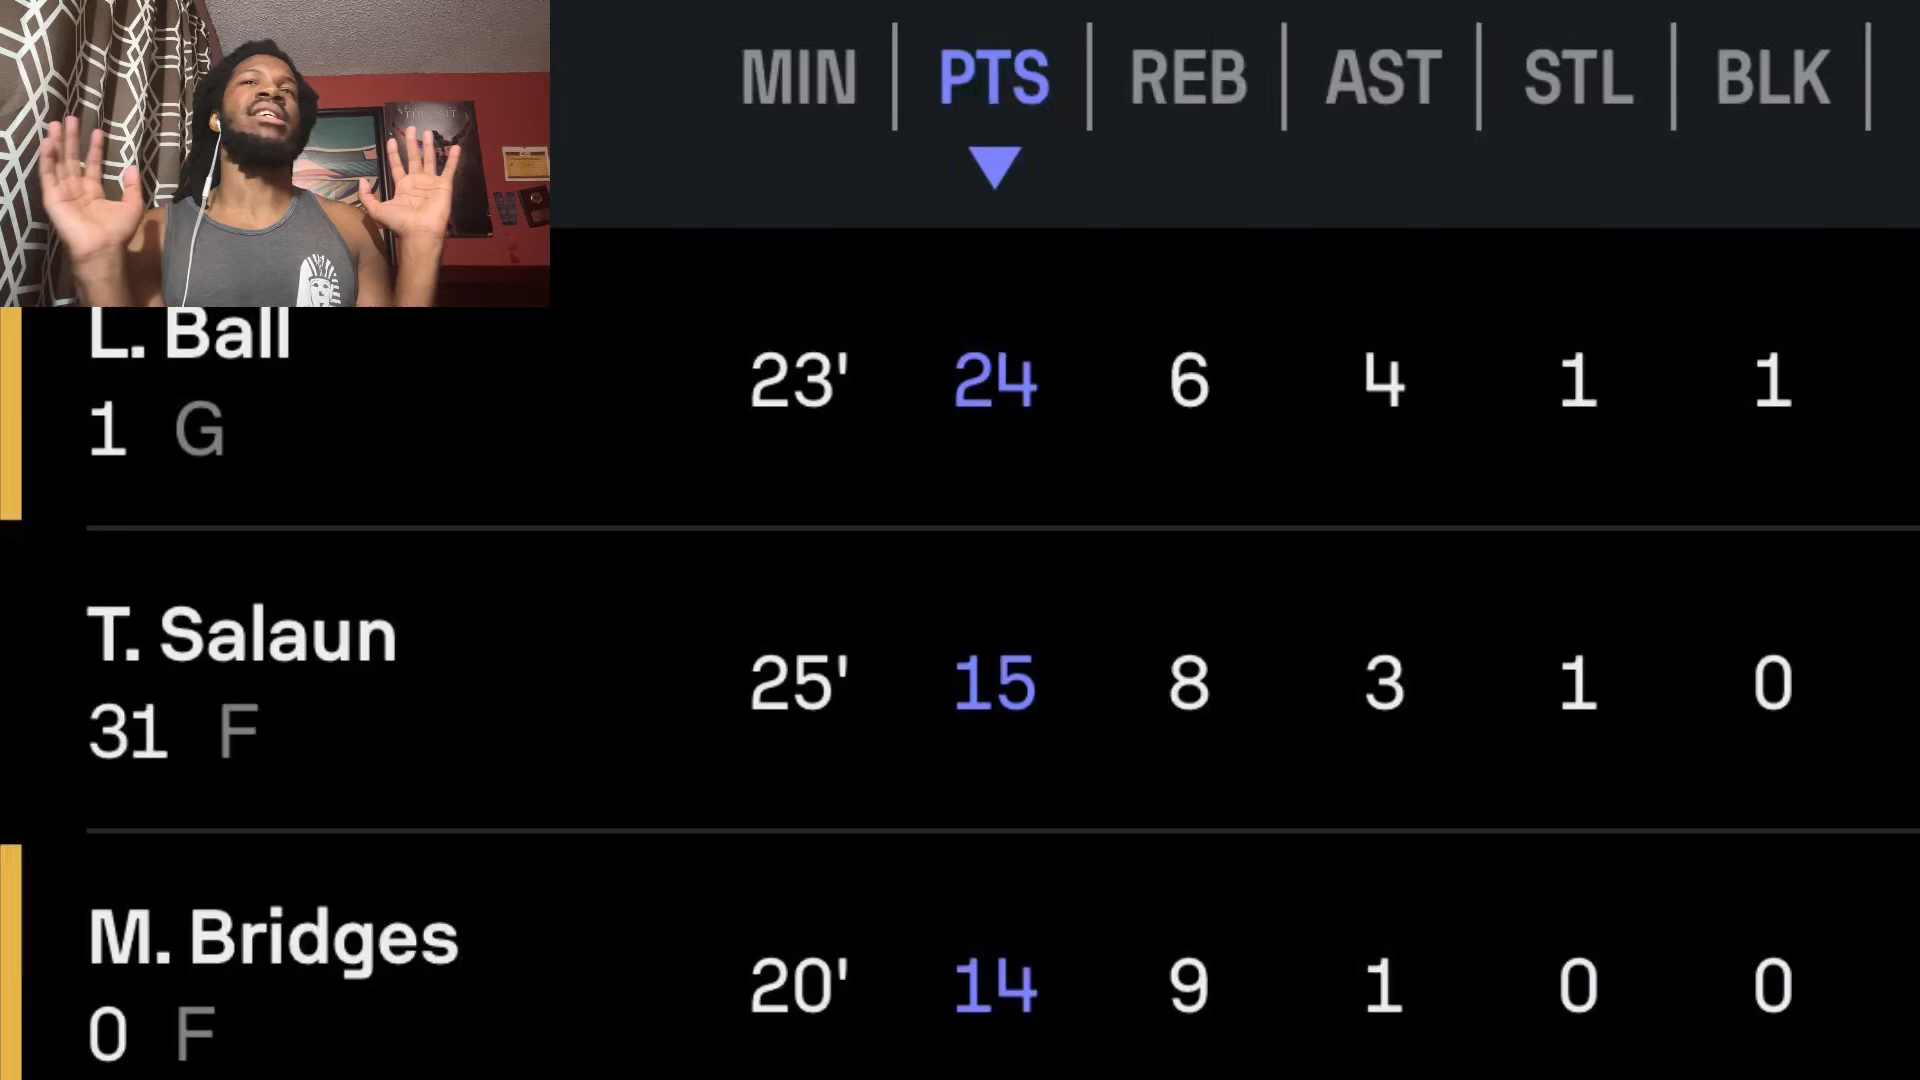 MIN PTS REB AST STL BLK
L. Ball
23' 24 6 4 1 1
1 G
T. Salaun
25' 15 8 3 1 0
31 F
M. Bridges
20' 14 9 1 0 0
0 F